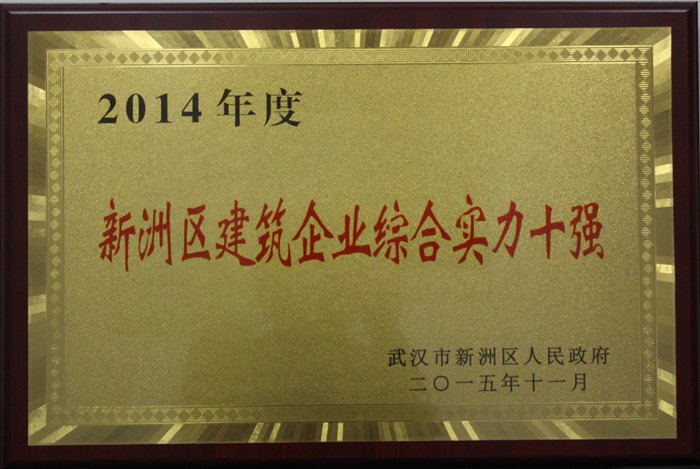 2014年度
新洲区建筑企业综合实力十强
武汉市新洲区人民政府
二〇一五年十一月